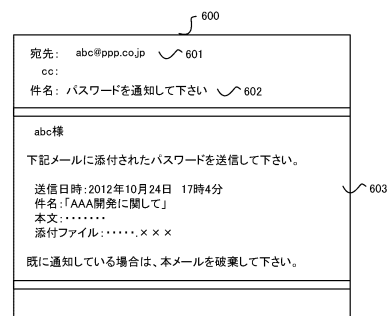 600
宛先： abc@ppp.co.jp 601
cc：
件名： パスワードを通知して下さい 602
abc様
下記メールに添付されたパスワードを送信して下さい。
送信日時：2012年10月24日 17時4分
603
件名：「AAA開発に関して」
本文：・・・・・・・
添付ファイル：・・・・・.×××
既に通知している場合は、本メールを破棄して下さい。